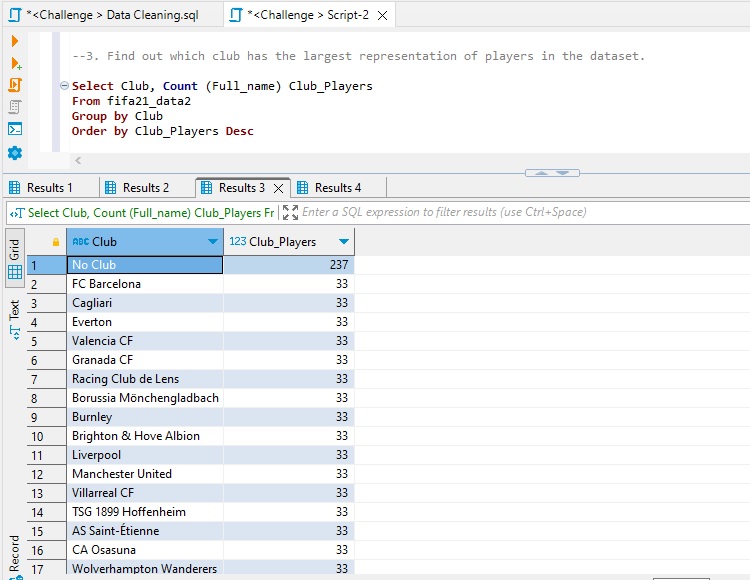 *<Challenge > Data Cleaning.sql
*<Challenge > Script-2
--3. Find out which club has the largest representation of players in the dataset.
Select Club, Count (Full_name) Club_Players
From fifa21_data2
Group by Club
Order by Club_Players Desc
Results 1 Results 2 Results 3 Results 4
Select Club, Count (Full_name) Club_Players Fr Enter a SQL expression to filter results (use Ctrl+Space)
Grid
Text
Record
ABC Club 123 Club_Players
1 No Club 237
2 FC Barcelona 33
3 Cagliari 33
4 Everton 33
5 Valencia CF 33
6 Granada CF 33
7 Racing Club de Lens 33
8 Borussia Mönchengladbach 33
9 Burnley 33
10 Brighton & Hove Albion 33
11 Liverpool 33
12 Manchester United 33
13 Villarreal CF 33
14 TSG 1899 Hoffenheim 33
15 AS Saint-Étienne 33
16 CA Osasuna 33
17 Wolverhampton Wanderers 33